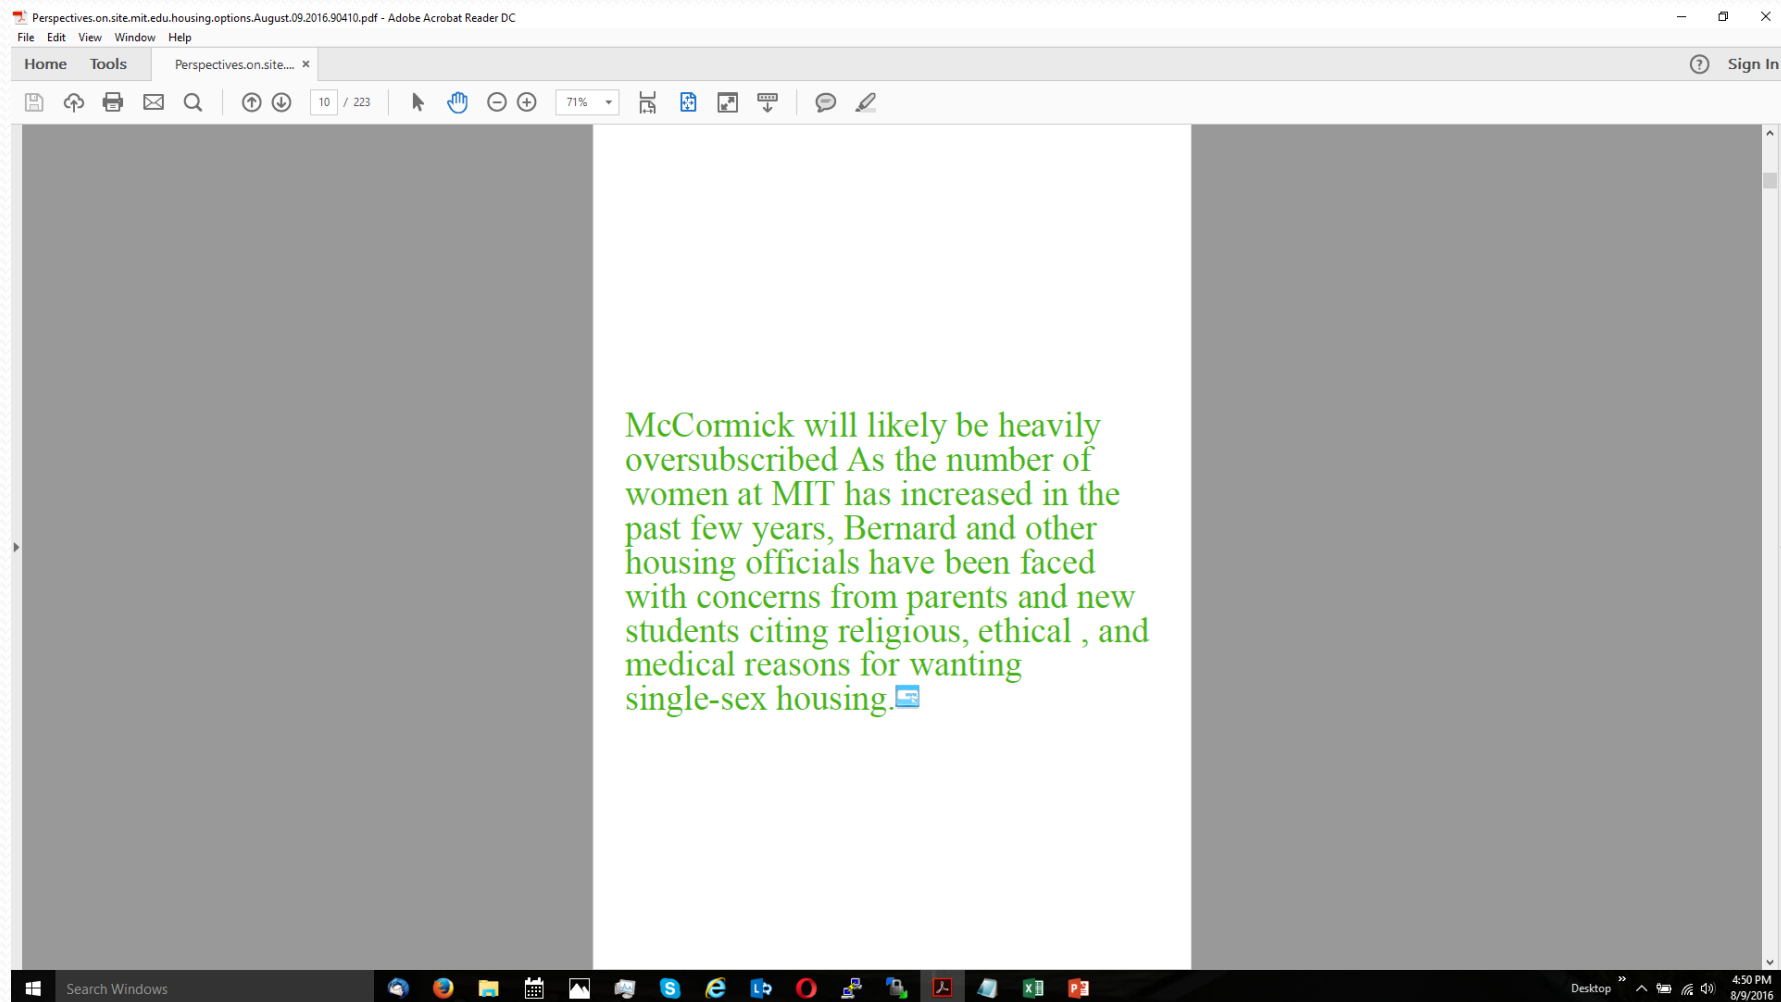 Perspectives.on.site.mit.edu.housing.options.August.09.2016.90410.pdf - Adobe Acrobat Reader DC
File Edit View Window Help
Home Tools Perspectives.on.site.... × ? Sign In
10 / 223 71%
McCormick will likely be heavily
oversubscribed As the number of
women at MIT has increased in the
past few years, Bernard and other
housing officials have been faced
with concerns from parents and new
students citing religious, ethical , and
medical reasons for wanting
single-sex housing.
Search Windows
Desktop »
4:50 PM
8/9/2016